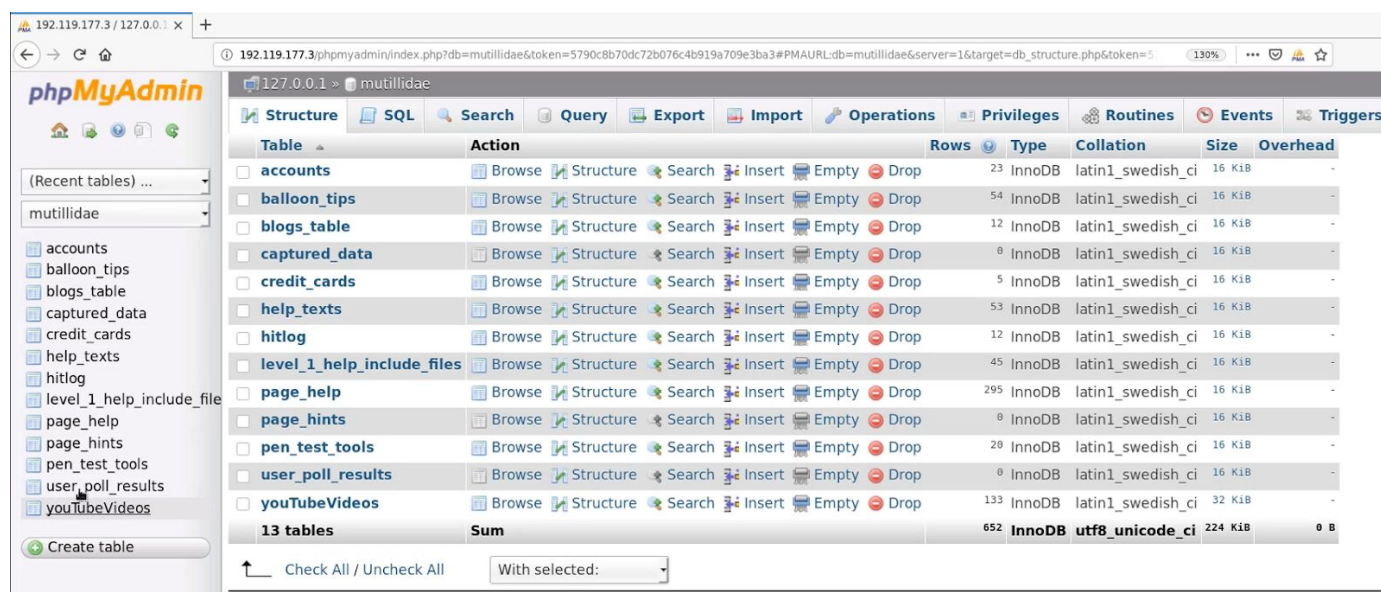 192.119.177.3 / 127.0.0.1
192.119.177.3/phpmyadmin/index.php?db=mutillidae&token=5790c8b70dc72b076c4b919a709e3ba3#PMAURL:db=mutillidae&server=1&target=db_structure.php&token=5 130%
phpMyAdmin
(Recent tables) ...
mutillidae
accounts
balloon_tips
blogs_table
captured_data
credit_cards
help_texts
hitlog
level_1_help_include_file
page_help
page_hints
pen_test_tools
user_poll_results
youTubeVideos
Create table
127.0.0.1 » mutillidae
Structure SQL Search Query Export Import Operations Privileges Routines Events Triggers
Table Action Rows Type Collation Size Overhead
accounts Browse Structure Search Insert Empty Drop 23 InnoDB latin1_swedish_ci 16 KiB -
balloon_tips Browse Structure Search Insert Empty Drop 54 InnoDB latin1_swedish_ci 16 KiB -
blogs_table Browse Structure Search Insert Empty Drop 12 InnoDB latin1_swedish_ci 16 KiB -
captured_data Browse Structure Search Insert Empty Drop 0 InnoDB latin1_swedish_ci 16 KiB -
credit_cards Browse Structure Search Insert Empty Drop 5 InnoDB latin1_swedish_ci 16 KiB -
help_texts Browse Structure Search Insert Empty Drop 53 InnoDB latin1_swedish_ci 16 KiB -
hitlog Browse Structure Search Insert Empty Drop 12 InnoDB latin1_swedish_ci 16 KiB -
level_1_help_include_files Browse Structure Search Insert Empty Drop 45 InnoDB latin1_swedish_ci 16 KiB -
page_help Browse Structure Search Insert Empty Drop 295 InnoDB latin1_swedish_ci 16 KiB -
page_hints Browse Structure Search Insert Empty Drop 0 InnoDB latin1_swedish_ci 16 KiB -
pen_test_tools Browse Structure Search Insert Empty Drop 20 InnoDB latin1_swedish_ci 16 KiB -
user_poll_results Browse Structure Search Insert Empty Drop 0 InnoDB latin1_swedish_ci 16 KiB -
youTubeVideos Browse Structure Search Insert Empty Drop 133 InnoDB latin1_swedish_ci 32 KiB -
13 tables Sum 652 InnoDB utf8_unicode_ci 224 KiB 0 B
Check All / Uncheck All With selected: